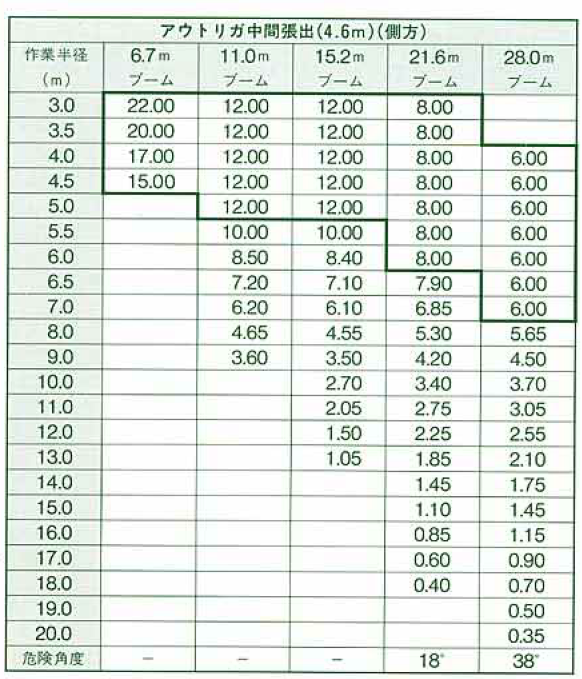 アウトリガ中間張出(4.6m)(側方)
作業半径(m) 6.7mブーム 11.0mブーム 15.2mブーム 21.6mブーム 28.0mブーム
3.0 22.00 12.00 12.00 8.00
3.5 20.00 12.00 12.00 8.00
4.0 17.00 12.00 12.00 8.00 6.00
4.5 15.00 12.00 12.00 8.00 6.00
5.0 12.00 12.00 8.00 6.00
5.5 10.00 10.00 8.00 6.00
6.0 8.50 8.40 8.00 6.00
6.5 7.20 7.10 7.90 6.00
7.0 6.20 6.10 6.85 6.00
8.0 4.65 4.55 5.30 5.65
9.0 3.60 3.50 4.20 4.50
10.0 2.70 3.40 3.70
11.0 2.05 2.75 3.05
12.0 1.50 2.25 2.55
13.0 1.05 1.85 2.10
14.0 1.45 1.75
15.0 1.10 1.45
16.0 0.85 1.15
17.0 0.60 0.90
18.0 0.40 0.70
19.0 0.50
20.0 0.35
危険角度 − − − 18° 38°